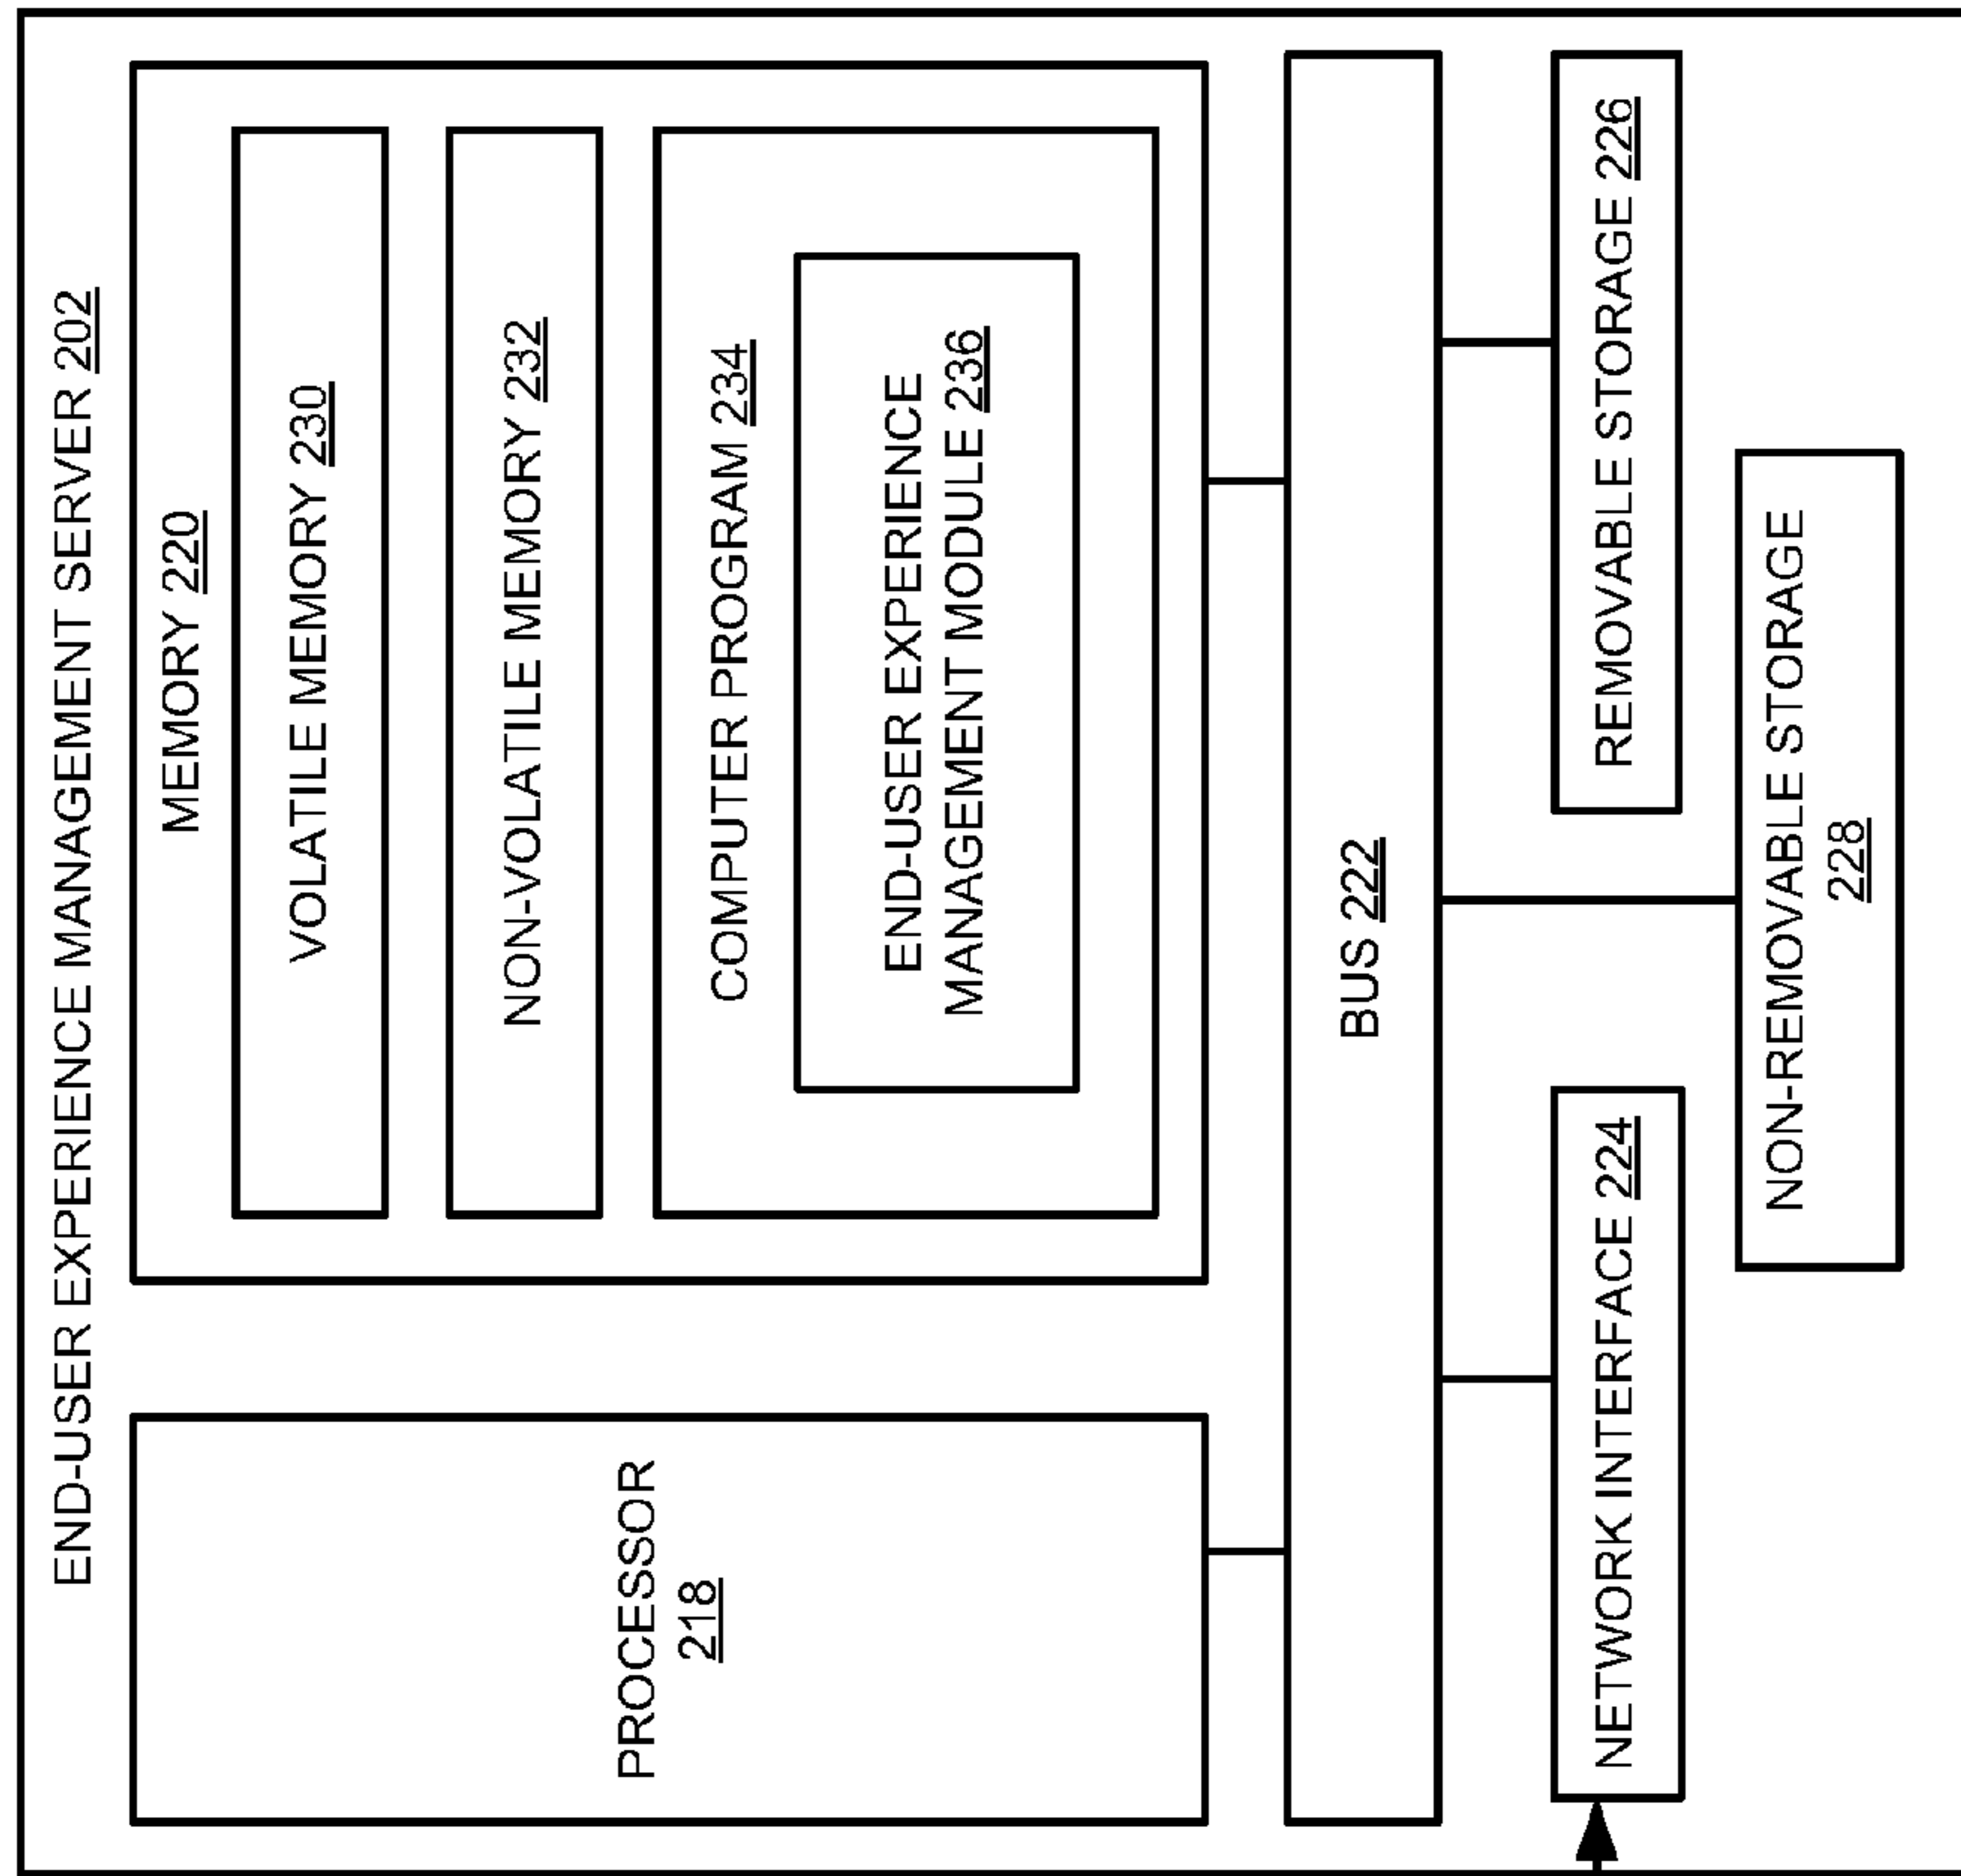 END-USER EXPERIENCE MANAGEMENT SERVER 202
PROCESSOR
218
MEMORY 220
VOLATILE MEMORY 230
NON-VOLATILE MEMORY 232
COMPUTER PROGRAM 234
END-USER EXPERIENCE
MANAGEMENT MODULE 236
BUS 222
NETWORK INTERFACE 224
REMOVABLE STORAGE 226
NON-REMOVABLE STORAGE
228